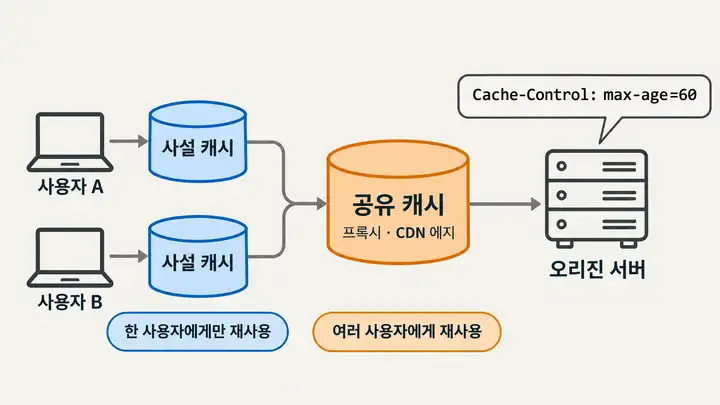 Cache-Control: max-age=60
사설 캐시
사용자 A
공유 캐시
프록시 · CDN 에지
사설 캐시
사용자 B
오리진 서버
한 사용자에게만 재사용
여러 사용자에게 재사용